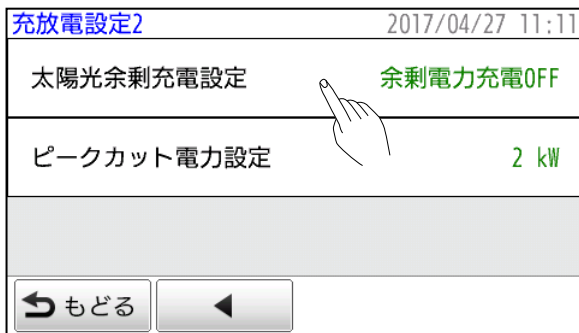 充放電設定2 2017/04/27 11:11
太陽光余剰充電設定 余剰電力充電OFF
ピークカット電力設定 2 kW
もどる